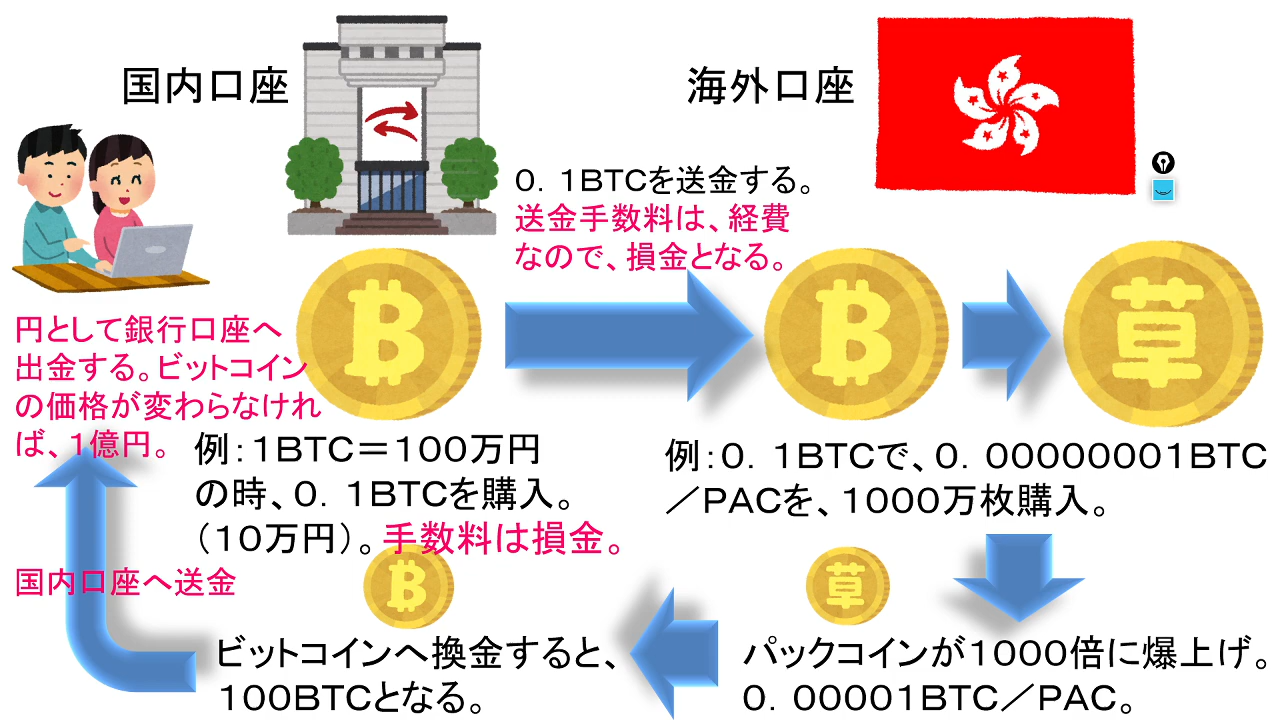 国内口座
海外口座
0.1BTCを送金する。
送金手数料は、経費
なので、損金となる。
円として銀行口座へ
出金する。ビットコイン
の価格が変わらなけれ
ば、1億円。
草
例:1BTC=100万円
の時、0.1BTCを購入。
(10万円)。手数料は損金。
例:0.1BTCで、0.00000001BTC
/PACを、1000万枚購入。
国内口座へ送金
草
ビットコインへ換金すると、
100BTCとなる。
パックコインが1000倍に爆上げ。
0.00001BTC/PAC。